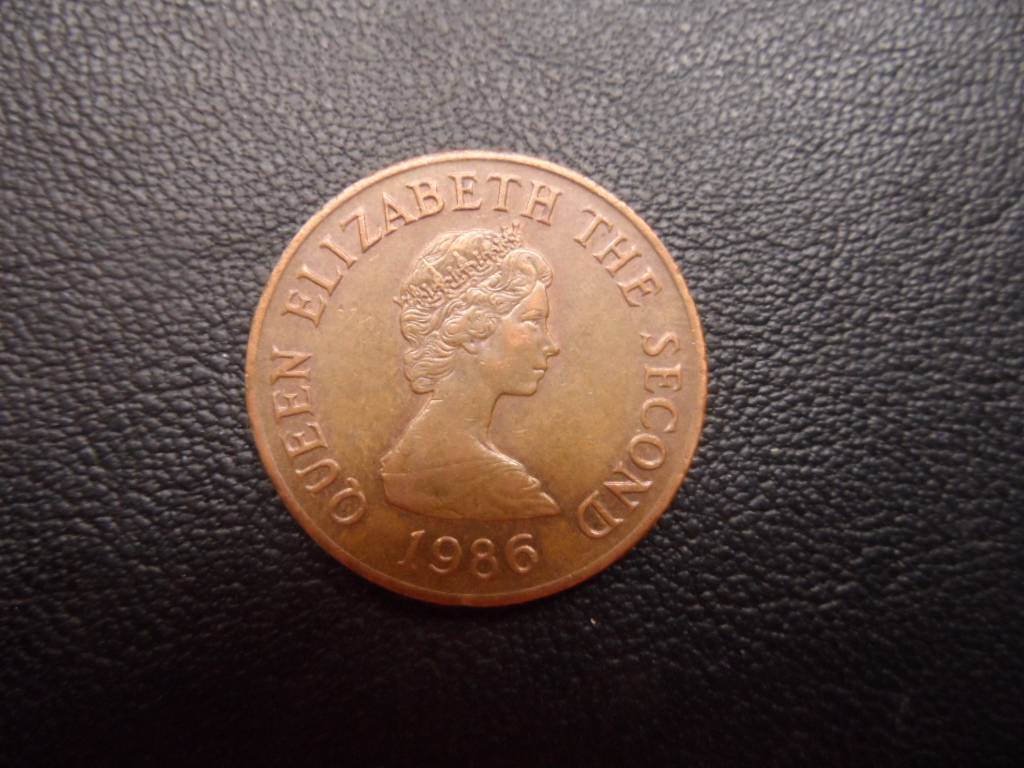 QUEEN ELIZABETH THE SECOND
1986